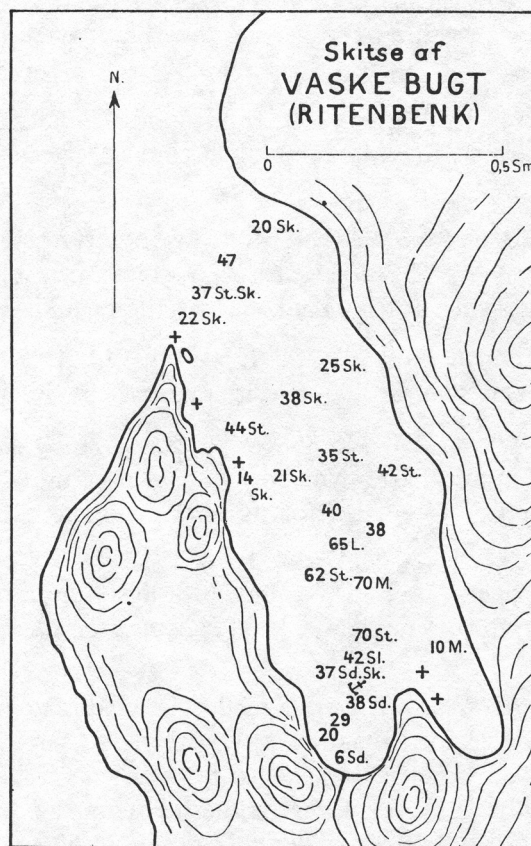 Skitse af
VASKE BUGT
(RITENBENK)
N.
0 0,5 Sm
20 Sk.
47
37 St. Sk.
22 Sk.
25 Sk.
38 Sk.
44 St.
35 St.
42 St.
14 Sk.
21 Sk.
40
38
65 L.
62 St.
70 M.
70 St.
10 M.
42 Sl.
37 Sd. Sk.
38 Sd.
29
20
6 Sd.